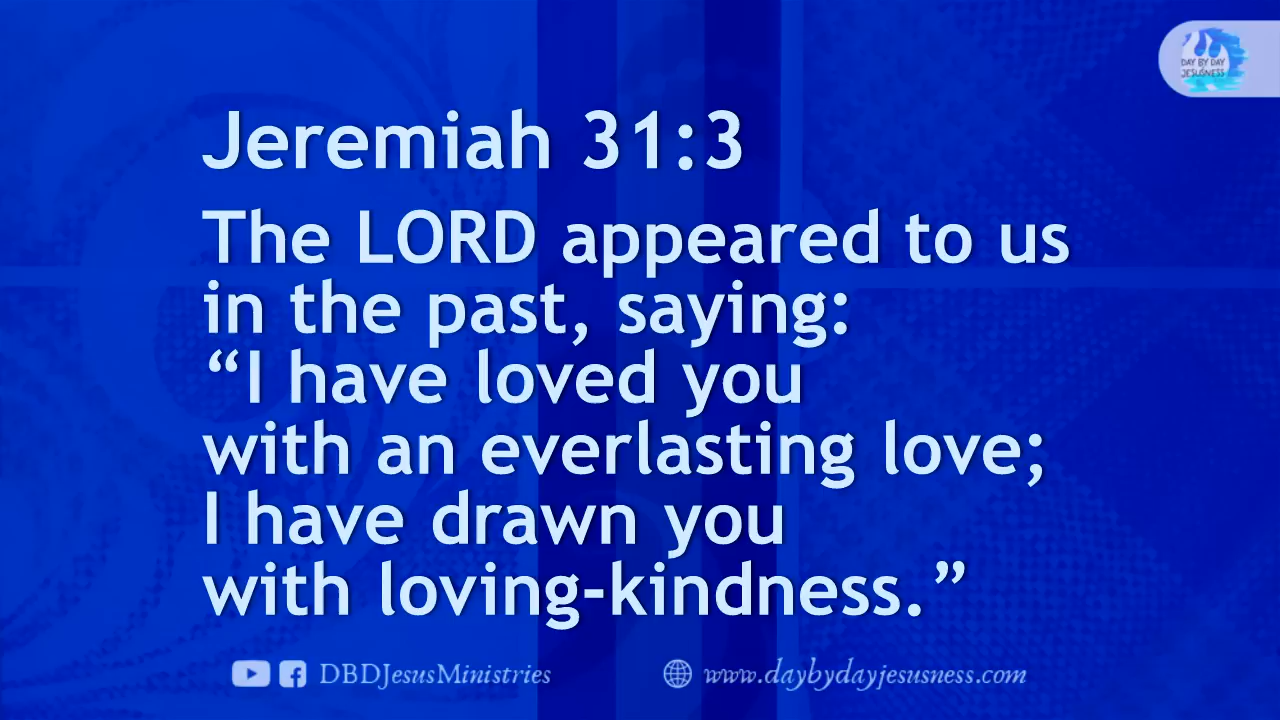 DAY BY DAY
JESUSNESS
Jeremiah 31:3
The LORD appeared to us
in the past, saying:
“I have loved you
with an everlasting love;
I have drawn you
with loving-kindness.”
DBDJesusMinistries
www.daybydayjesusness.com